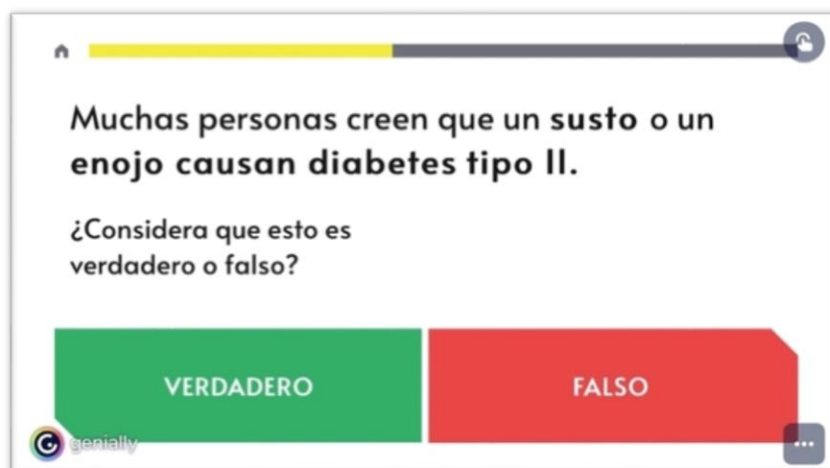 Muchas personas creen que un susto o un
enojo causan diabetes tipo II.
¿Considera que esto es
verdadero o falso?
VERDADERO
FALSO
genially